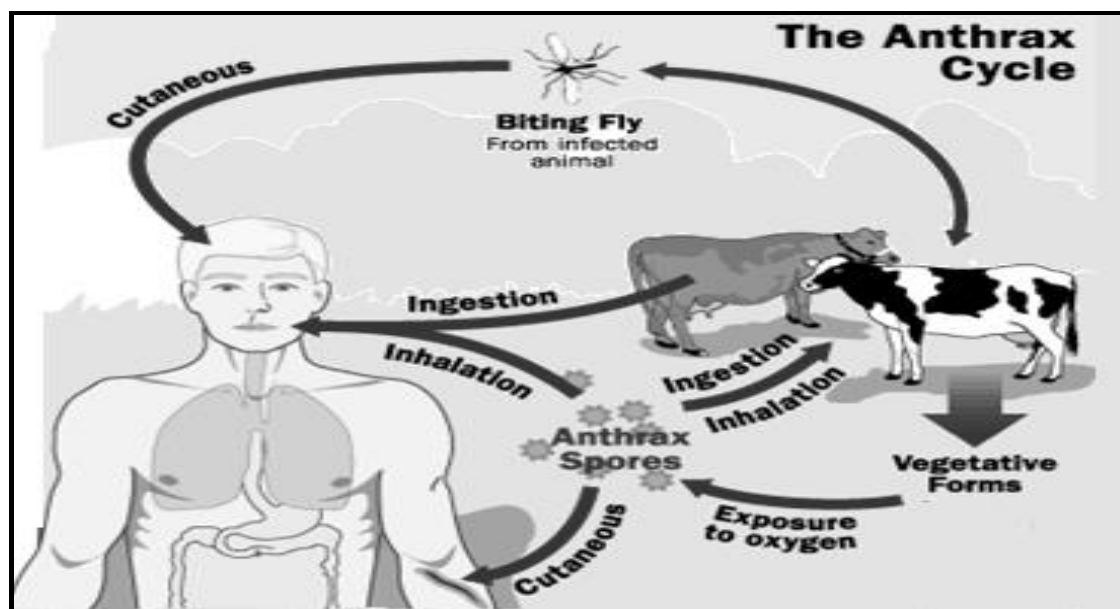 The Anthrax
Cycle
Cutaneous
Biting Fly
From infected
animal
Ingestion
Inhalation
Ingestion
Inhalation
Anthrax
Spores
Vegetative
Forms
Exposure
to oxygen
Cutaneous